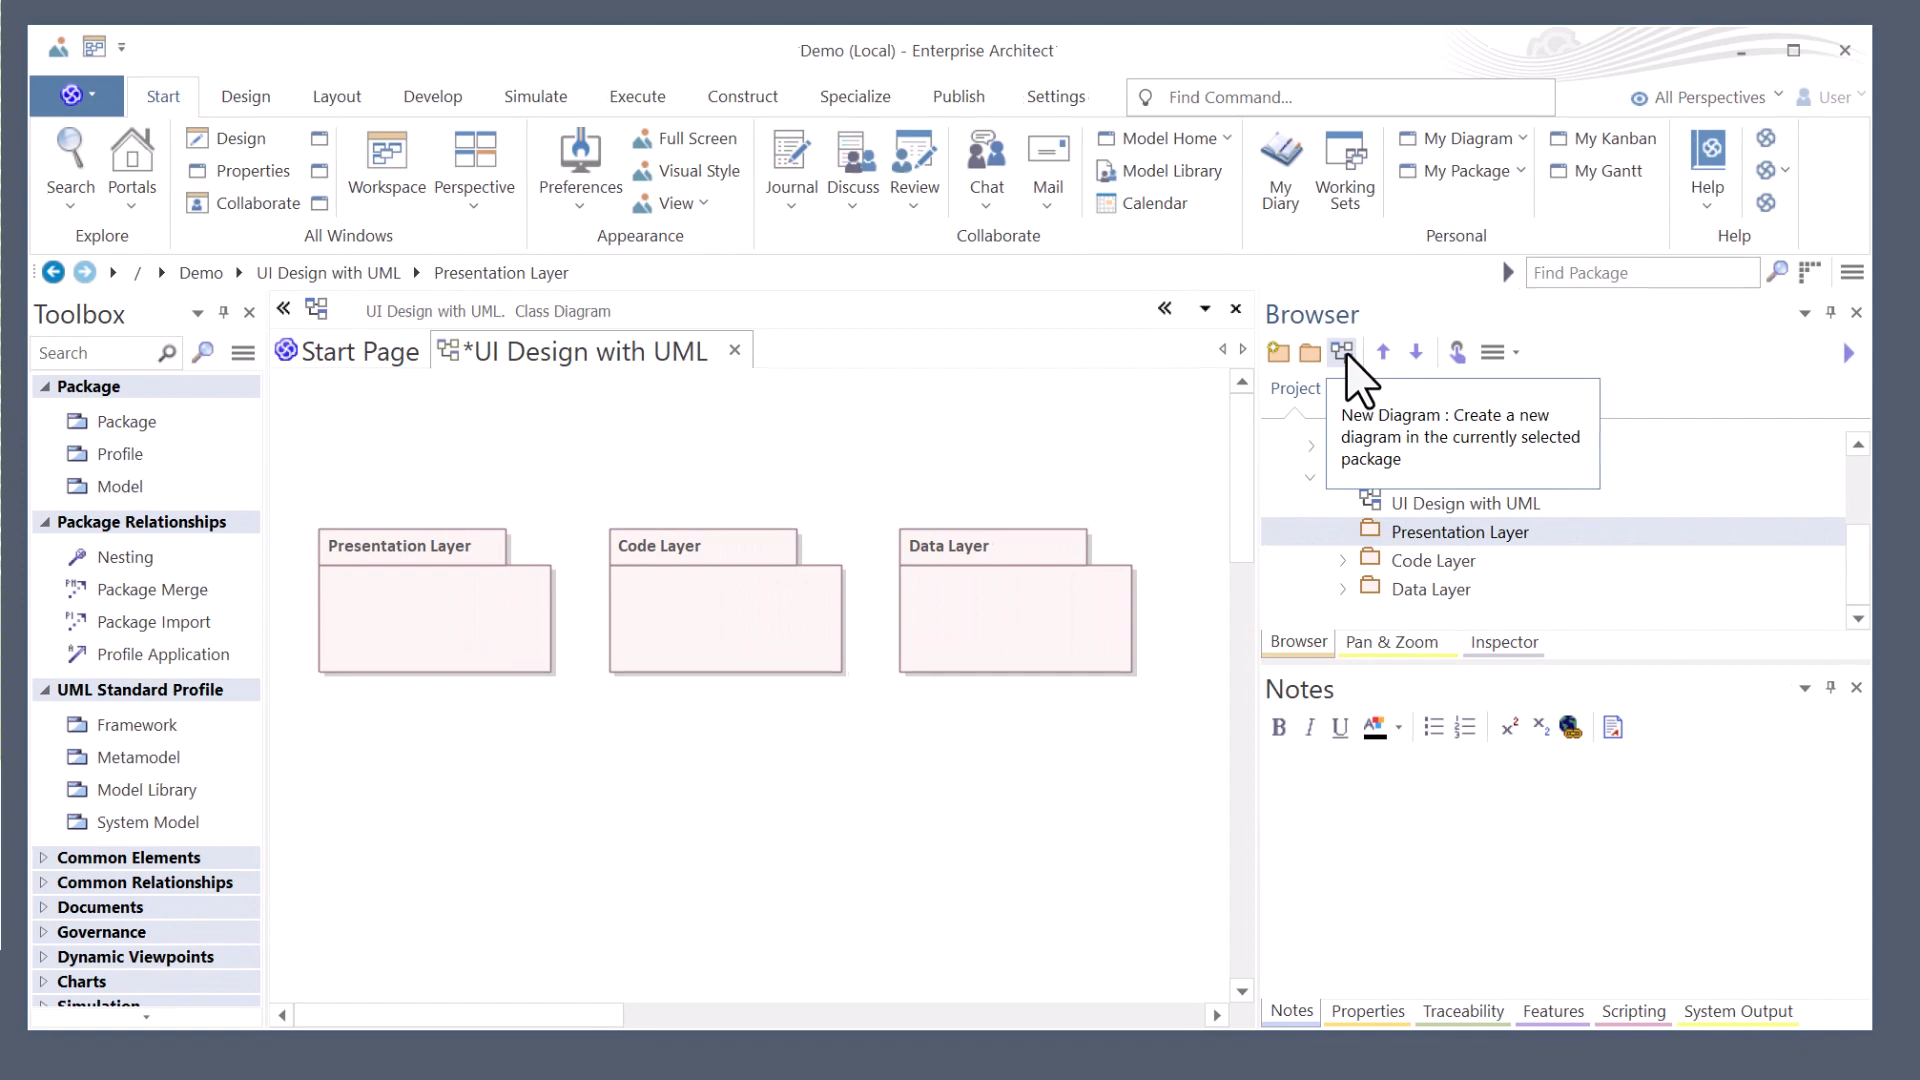 Demo (Local) - Enterprise Architect
Start
Design
Layout
Develop
Simulate
Execute
Construct
Specialize
Publish
Settings
Find Command...
All Perspectives
User
Search
Portals
Explore
Design
Properties
Collaborate
Workspace
Perspective
All Windows
Preferences
Full Screen
Visual Style
View
Appearance
Journal
Discuss
Review
Chat
Mail
Model Home
Model Library
Calendar
Collaborate
My
Diary
Working
Sets
My Diagram
My Package
My Kanban
My Gantt
Personal
Help
Help
/
Demo
UI Design with UML
Presentation Layer
Find Package
Toolbox
Search
Package
Package
Profile
Model
Package Relationships
Nesting
Package Merge
Package Import
Profile Application
UML Standard Profile
Framework
Metamodel
Model Library
System Model
Common Elements
Common Relationships
Documents
Governance
Dynamic Viewpoints
Charts
Simulation
UI Design with UML. Class Diagram
Start Page
*UI Design with UML
Presentation Layer
Code Layer
Data Layer
Browser
Project
New Diagram : Create a new
diagram in the currently selected
package
UI Design with UML
Presentation Layer
Code Layer
Data Layer
Browser
Pan & Zoom
Inspector
Notes
B I U A
x² x₂
Notes
Properties
Traceability
Features
Scripting
System Output